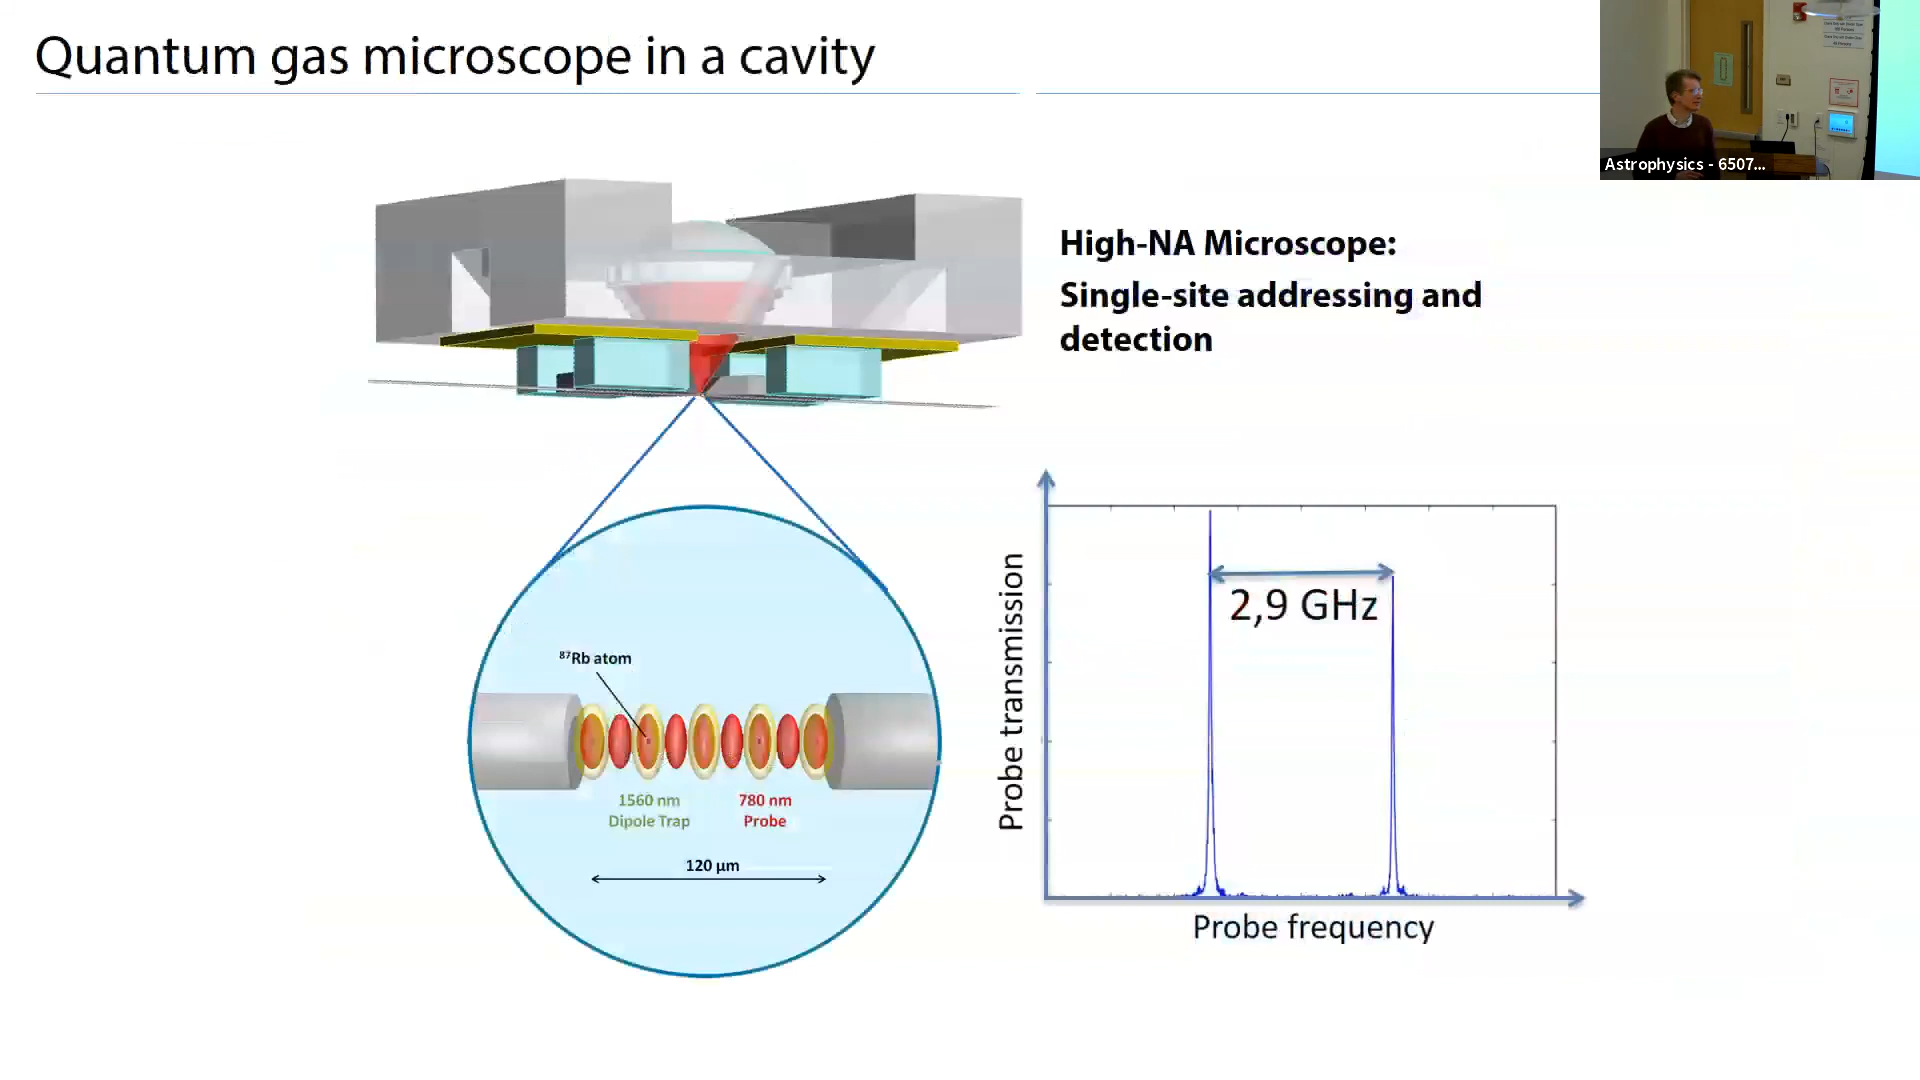 Quantum gas microscope in a cavity
Astrophysics - 6507...
High-NA Microscope:
Single-site addressing and
detection
⁸⁷Rb atom
1560 nm
Dipole Trap
780 nm
Probe
120 µm
Probe transmission
2,9 GHz
Probe frequency